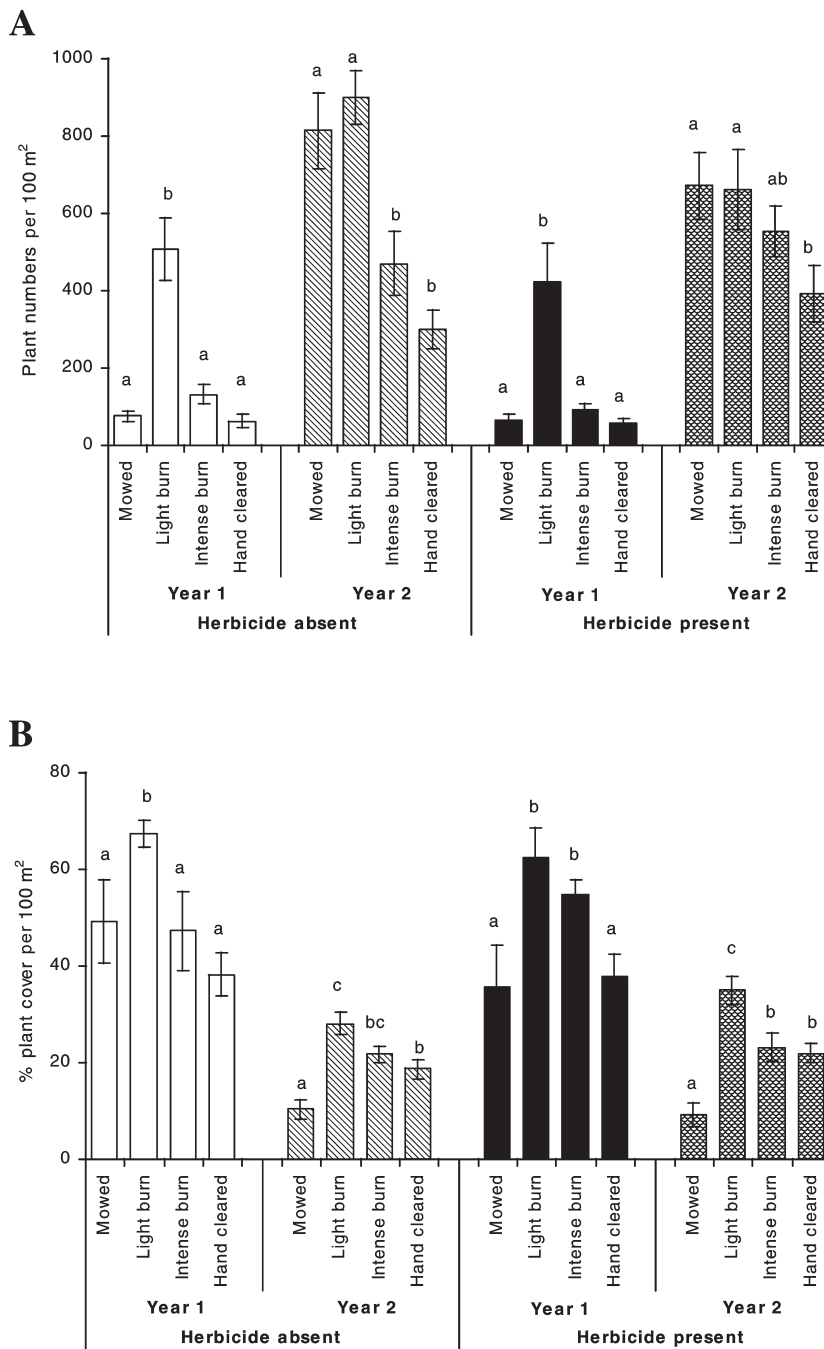 A
Plant numbers per 100 m²
1000
800
600
400
200
0
a
b
a
a
a
a
b
b
a
b
a
a
a
a
ab
b
Mowed
Light burn
Intense burn
Hand cleared
Mowed
Light burn
Intense burn
Hand cleared
Mowed
Light burn
Intense burn
Hand cleared
Mowed
Light burn
Intense burn
Hand cleared
Year 1 Year 2 Year 1 Year 2
Herbicide absent Herbicide present
B
% plant cover per 100 m²
80
60
40
20
0
a
b
a
a
a
c
bc
b
a
b
b
a
a
c
b
b
Mowed
Light burn
Intense burn
Hand cleared
Mowed
Light burn
Intense burn
Hand cleared
Mowed
Light burn
Intense burn
Hand cleared
Mowed
Light burn
Intense burn
Hand cleared
Year 1 Year 2 Year 1 Year 2
Herbicide absent Herbicide present